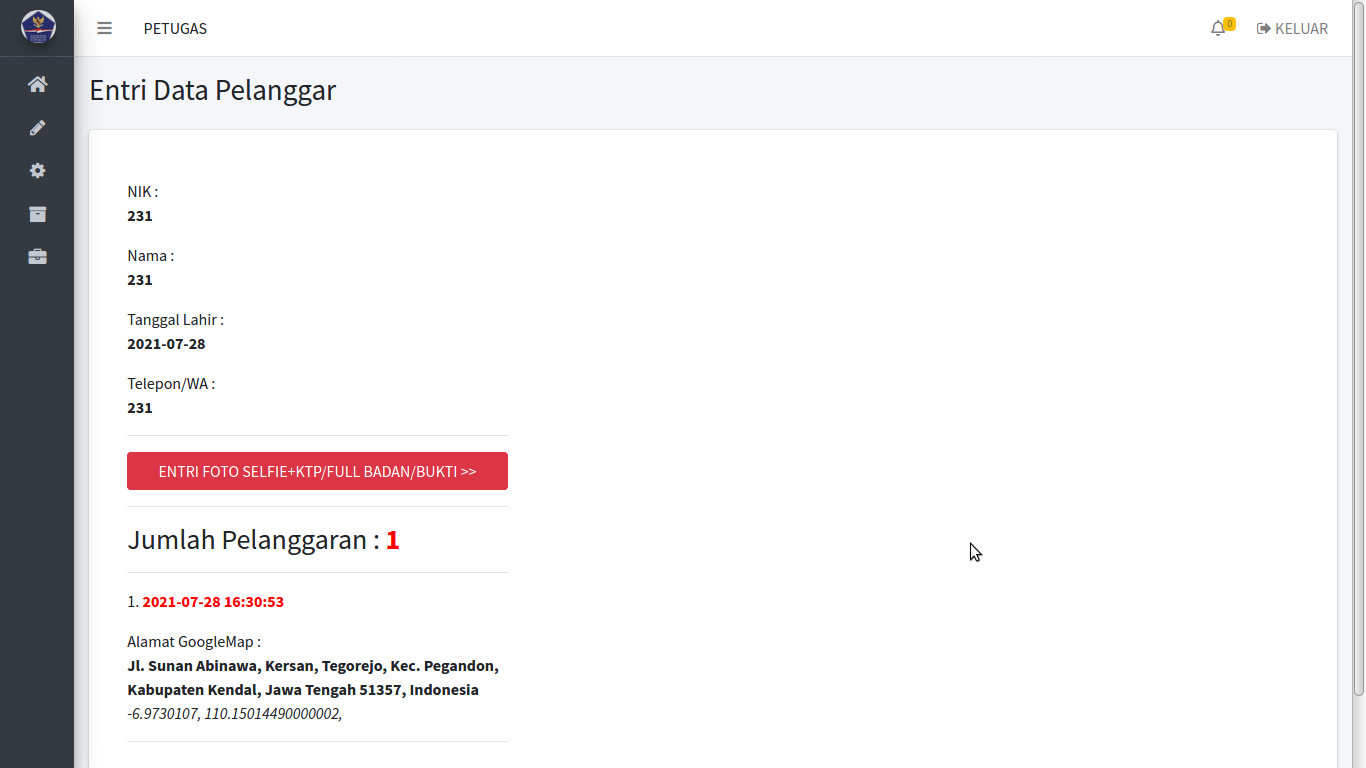 PETUGAS
0
KELUAR
Entri Data Pelanggar
NIK :
231
Nama :
231
Tanggal Lahir :
2021-07-28
Telepon/WA :
231
ENTRI FOTO SELFIE+KTP/FULL BADAN/BUKTI >>
Jumlah Pelanggaran : 1
1. 2021-07-28 16:30:53
Alamat GoogleMap :
Jl. Sunan Abinawa, Kersan, Tegorejo, Kec. Pegandon,
Kabupaten Kendal, Jawa Tengah 51357, Indonesia
-6.9730107, 110.15014490000002,